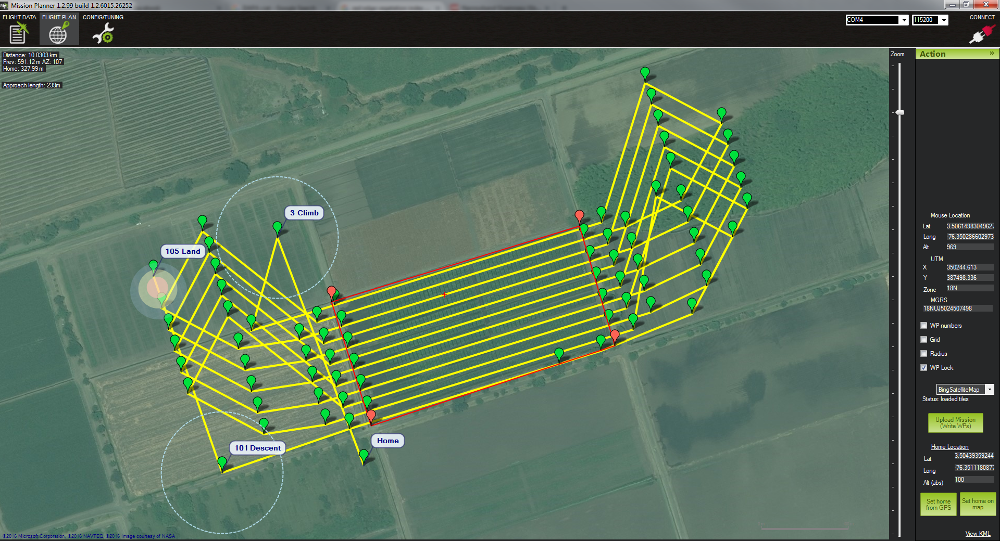 Mission Planner 1.2.99 build 1.2.6015.26252
FLIGHT DATA
FLIGHT PLAN
CONFIG/TUNING
COM4
115200
CONNECT
Distance: 10.0303 km
Prev: 591.12 m AZ: 107
Home: 327.99 m
Approach length: 239m
Zoom
Action
3 Climb
105 Land
101 Descent
Home
Mouse Location
Lat 3.5061498304962
Long -76.350286602973
Alt 969
UTM
X 350244.613
Y 387498.336
Zone 18N
MGRS
18NUJ5024507498
WP numbers
Grid
Radius
WP Lock
BingSatelliteMap
Status: loaded tiles
Upload Mission
(Write WPs)
Home Location
Lat 3.50439359244
Long -76.3511180877
Alt (abs) 100
Set home
from GPS
Set home on
map
View KML
©2016 Microsoft Corporation, ©2016 NAVTEQ, ©2016 Image courtesy of NASA